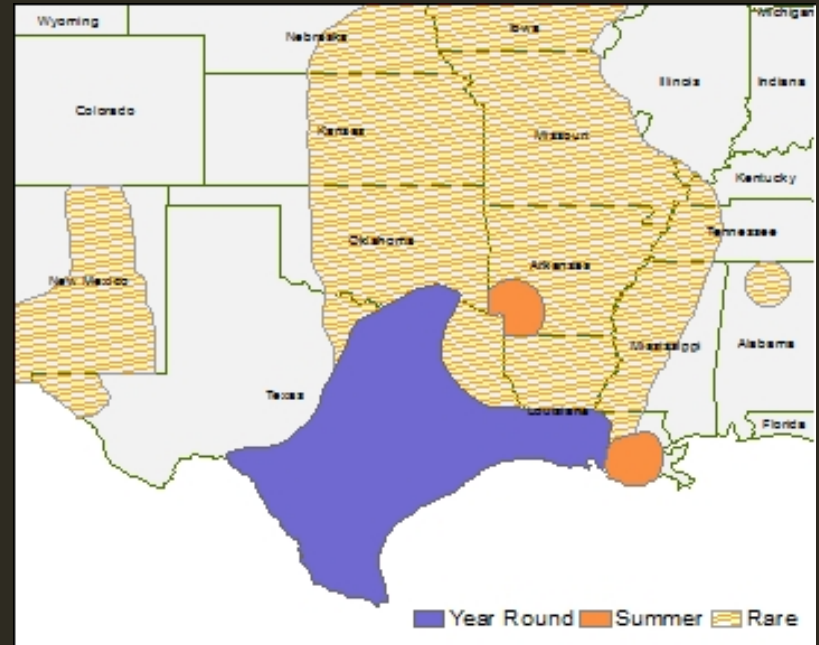 Michigan
Wyoming
Nebraska
Iowa
Colorado
Illinois
Indiana
Kansas
Missouri
Kentucky
Oklahoma
Tennessee
Arkansas
New Mexico
Mississippi
Alabama
Texas
Louisiana
Florida
Year Round Summer Rare